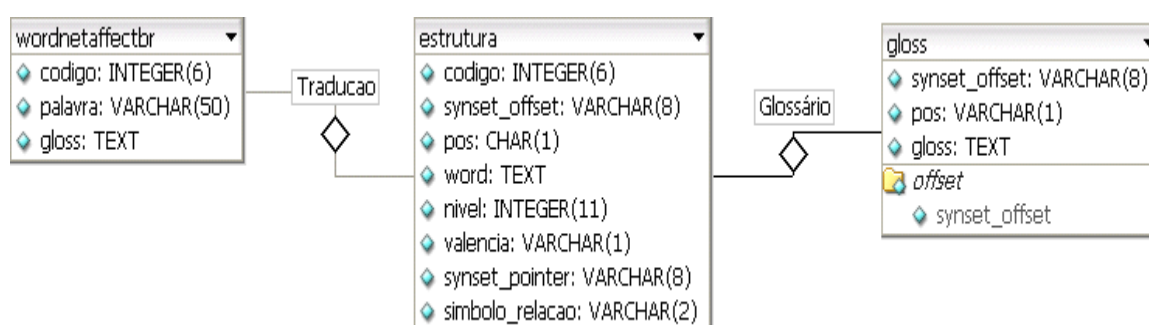 wordnetaffectbr
codigo: INTEGER(6)
palavra: VARCHAR(50)
gloss: TEXT
Traducao
estrutura
codigo: INTEGER(6)
synset_offset: VARCHAR(8)
pos: CHAR(1)
word: TEXT
nivel: INTEGER(11)
valencia: VARCHAR(1)
synset_pointer: VARCHAR(8)
simbolo_relacao: VARCHAR(2)
Glossário
gloss
synset_offset: VARCHAR(8)
pos: VARCHAR(1)
gloss: TEXT
offset
synset_offset